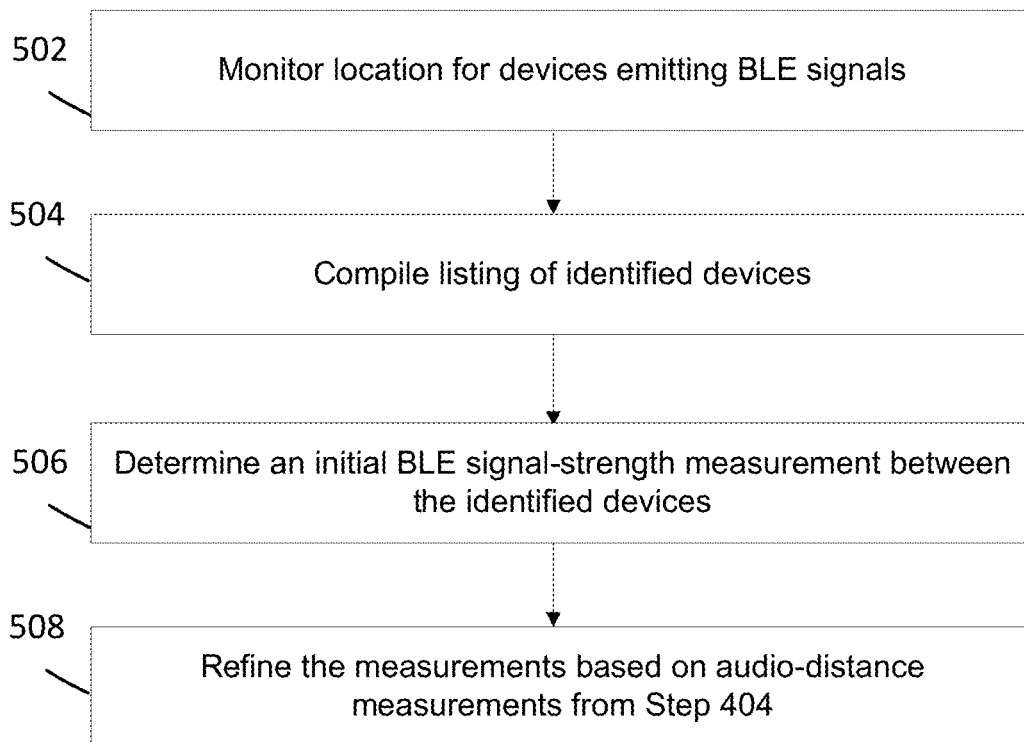 502
Monitor location for devices emitting BLE signals
504
Compile listing of identified devices
506
Determine an initial BLE signal-strength measurement between
the identified devices
508
Refine the measurements based on audio-distance
measurements from Step 404